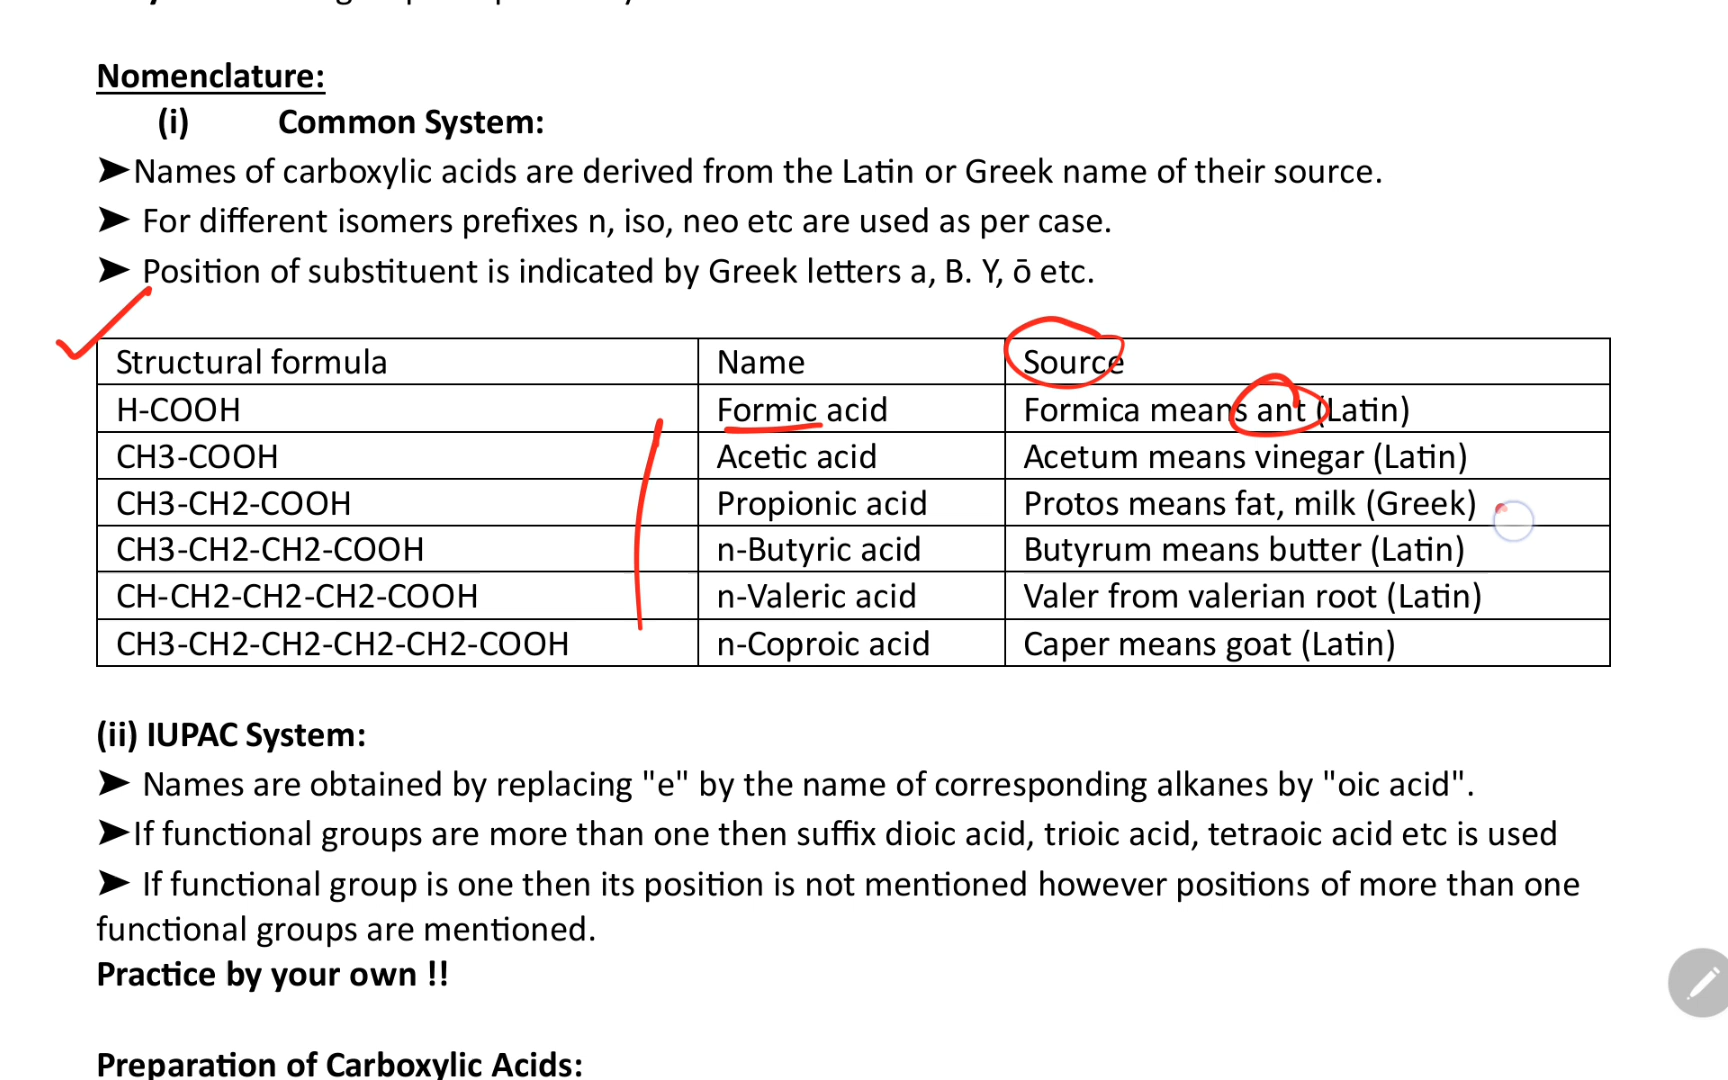 Nomenclature:
(i) Common System:
➤Names of carboxylic acids are derived from the Latin or Greek name of their source.
➤ For different isomers prefixes n, iso, neo etc are used as per case.
➤ Position of substituent is indicated by Greek letters a, B. Y, ō etc.
Structural formula Name Source
H-COOH Formic acid Formica means ant (Latin)
CH3-COOH Acetic acid Acetum means vinegar (Latin)
CH3-CH2-COOH Propionic acid Protos means fat, milk (Greek)
CH3-CH2-CH2-COOH n-Butyric acid Butyrum means butter (Latin)
CH-CH2-CH2-CH2-COOH n-Valeric acid Valer from valerian root (Latin)
CH3-CH2-CH2-CH2-CH2-COOH n-Coproic acid Caper means goat (Latin)
(ii) IUPAC System:
➤ Names are obtained by replacing "e" by the name of corresponding alkanes by "oic acid".
➤If functional groups are more than one then suffix dioic acid, trioic acid, tetraoic acid etc is used
➤ If functional group is one then its position is not mentioned however positions of more than one
functional groups are mentioned.
Practice by your own !!
Preparation of Carboxylic Acids: